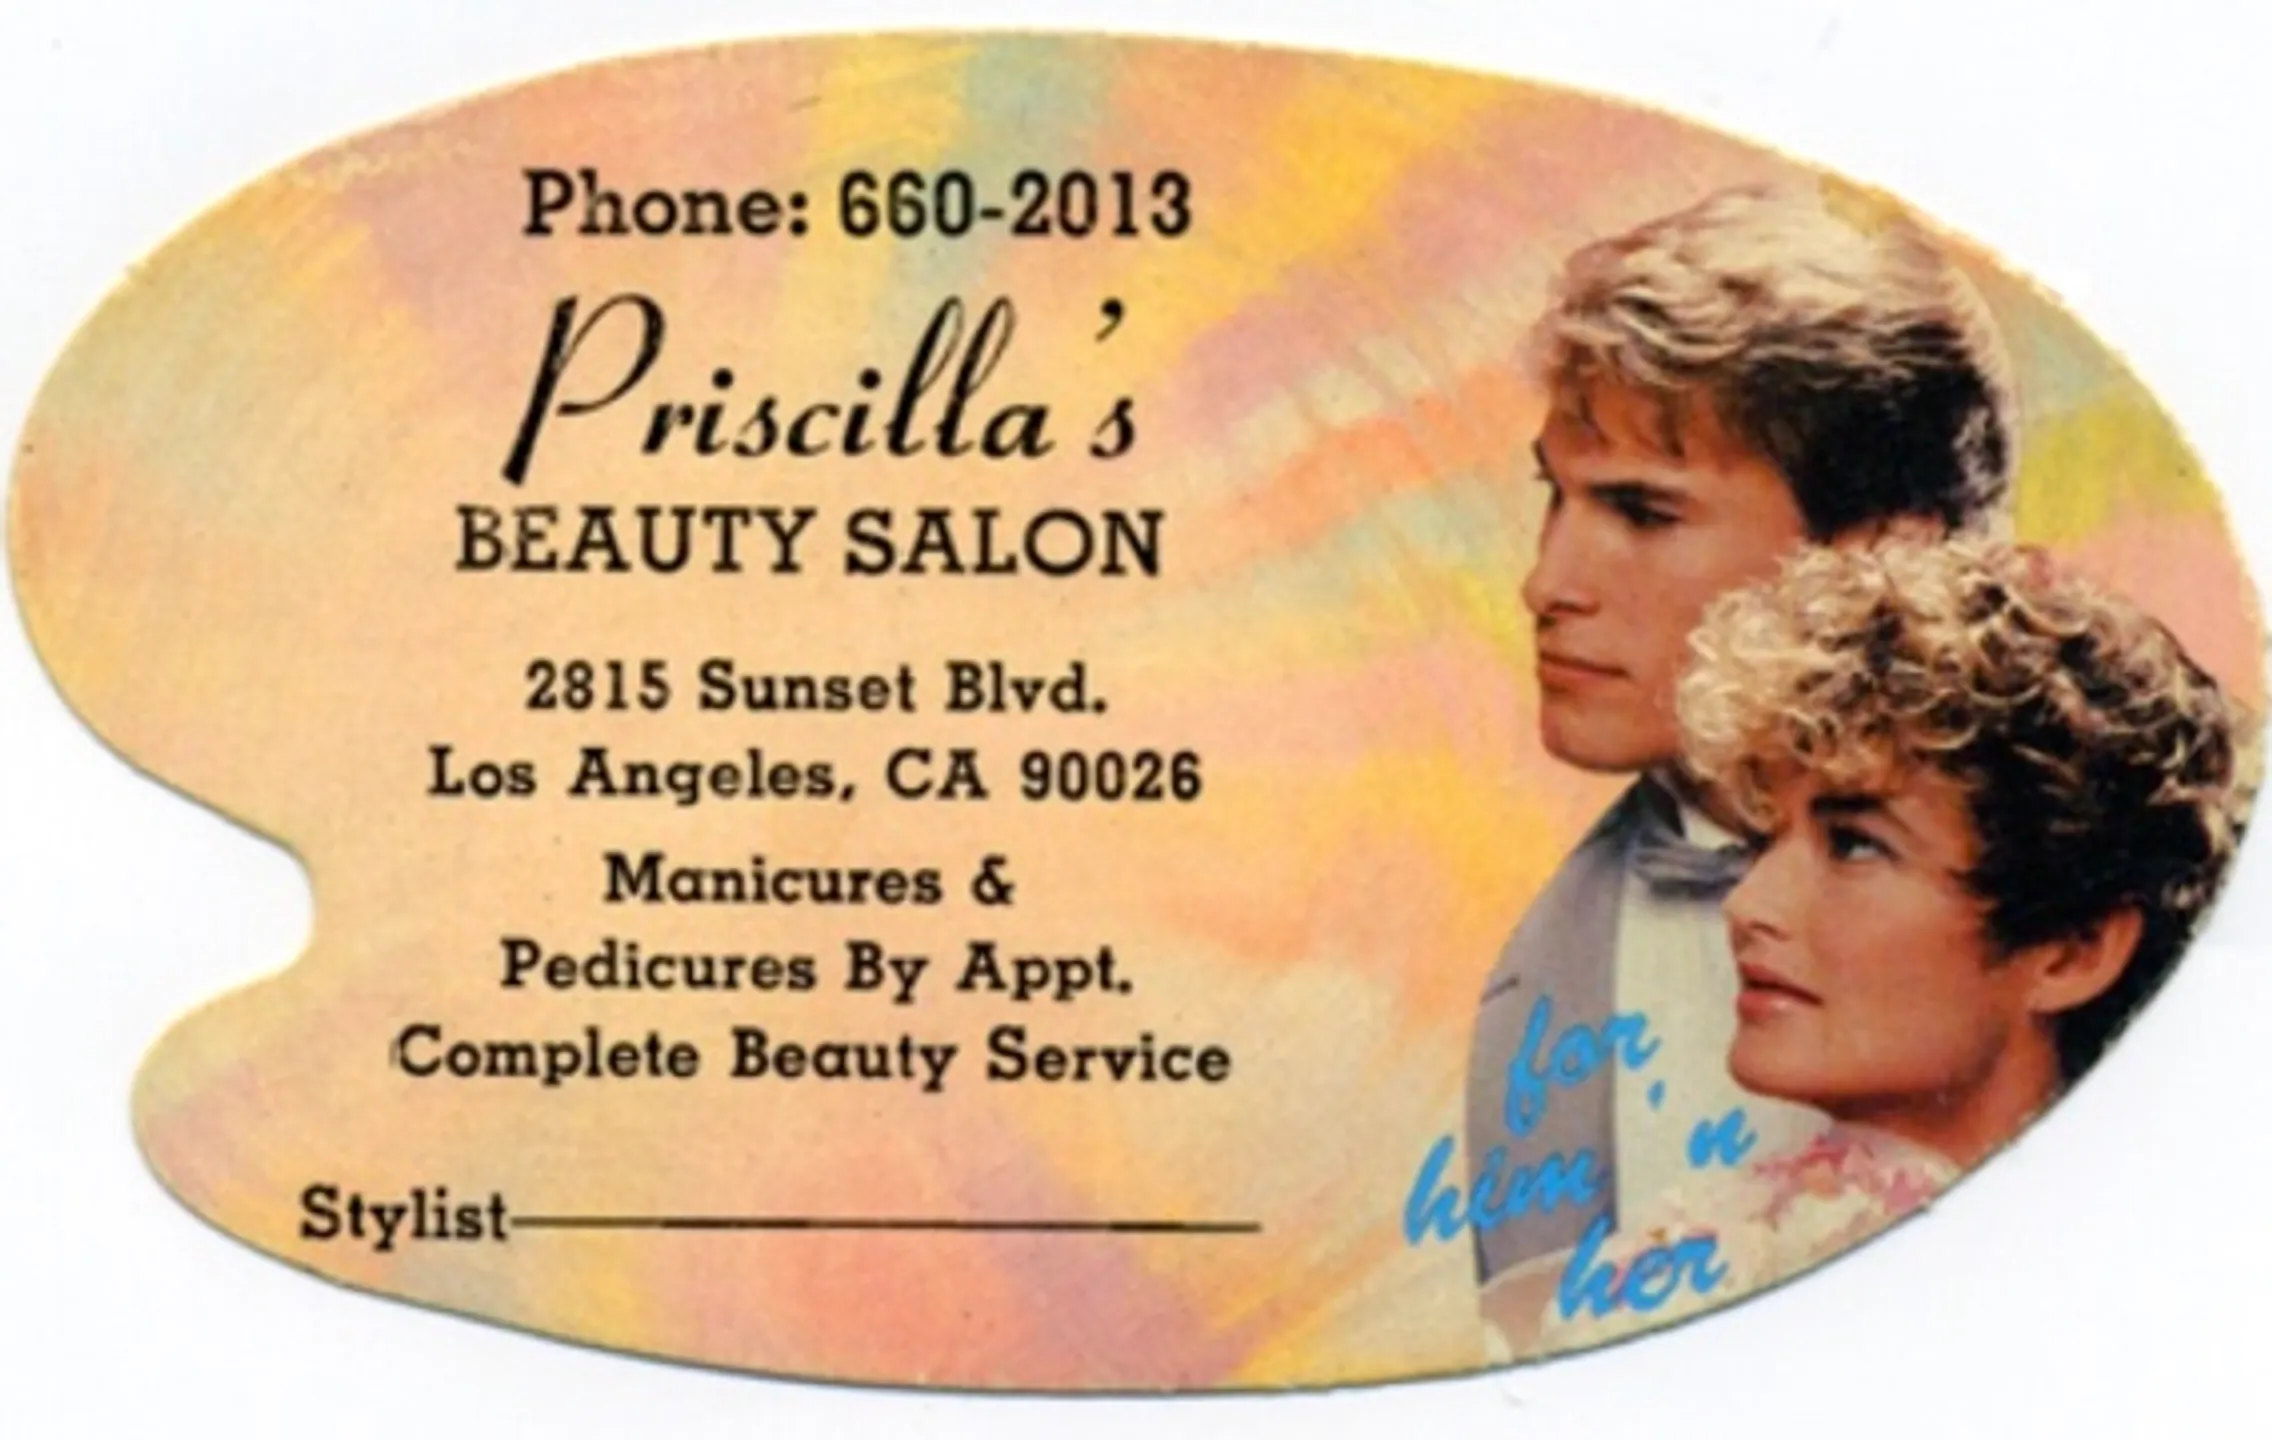 Phone: 660-2013
Priscilla's
BEAUTY SALON
2815 Sunset Blvd.
Los Angeles, CA 90026
Manicures &
Pedicures By Appt.
Complete Beauty Service
Stylist
for
him 'n
her